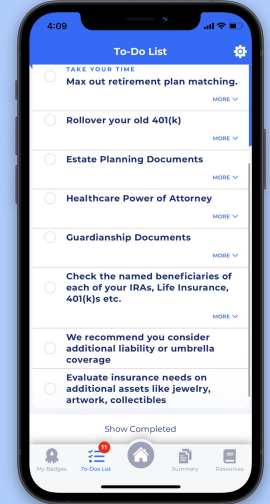 4:09
To-Do List
TAKE YOUR TIME
Max out retirement plan matching.
MORE
Rollover your old 401(k)
MORE
Estate Planning Documents
MORE
Healthcare Power of Attorney
MORE
Guardianship Documents
MORE
Check the named beneficiaries of
each of your IRAs, Life Insurance,
401(k)s etc.
MORE
We recommend you consider
additional liability or umbrella
coverage
Evaluate insurance needs on
additional assets like jewelry,
artwork, collectibles
Show Completed
11
My Badges To-Dos List Summary Resources